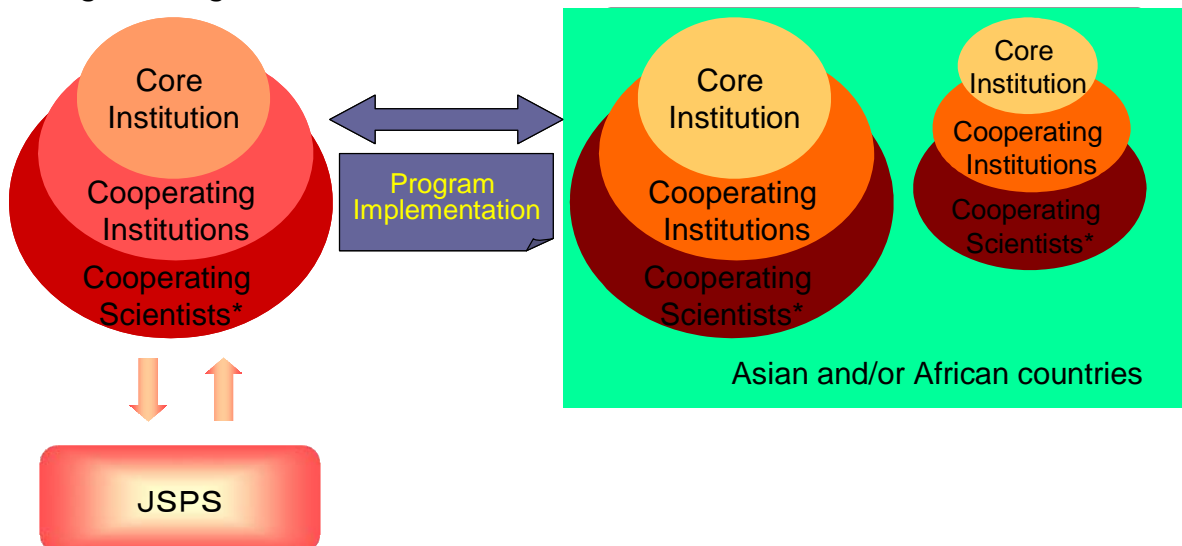 Core
Institution
Cooperating
Institutions
Cooperating
Scientists*
Program
Implementation
Core
Institution
Cooperating
Institutions
Cooperating
Scientists*
Core
Institution
Cooperating
Institutions
Cooperating
Scientists*
Asian and/or African countries
JSPS